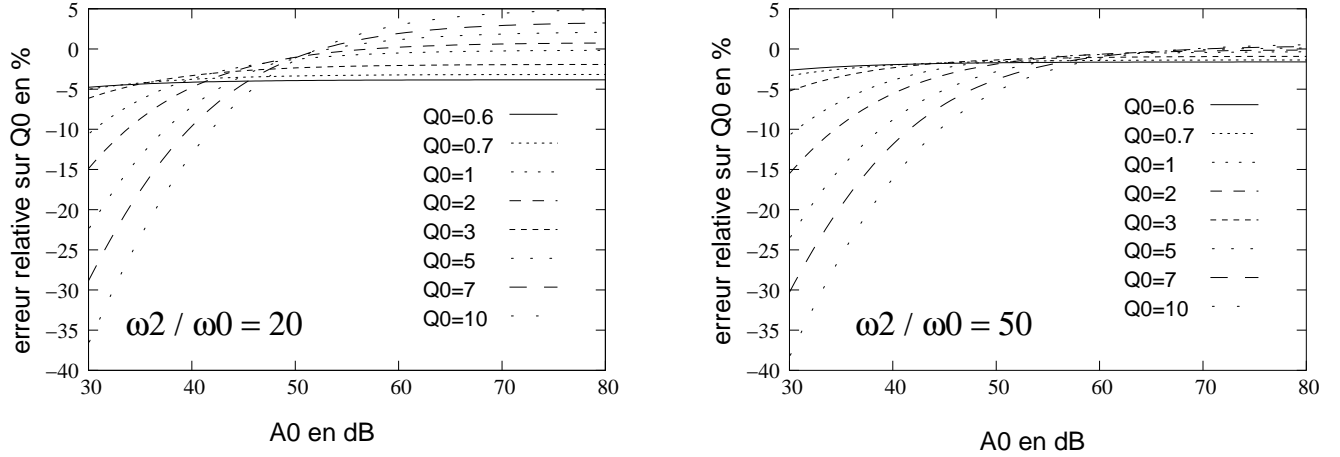 erreur relative sur Q0 en %
5
0
−5
−10
−15
−20
−25
−30
−35
−40
30
40
50
60
70
80
A0 en dB
Q0=0.6
Q0=0.7
Q0=1
Q0=2
Q0=3
Q0=5
Q0=7
Q0=10
ω2 / ω0 = 20
erreur relative sur Q0 en %
5
0
−5
−10
−15
−20
−25
−30
−35
−40
30
40
50
60
70
80
A0 en dB
Q0=0.6
Q0=0.7
Q0=1
Q0=2
Q0=3
Q0=5
Q0=7
Q0=10
ω2 / ω0 = 50